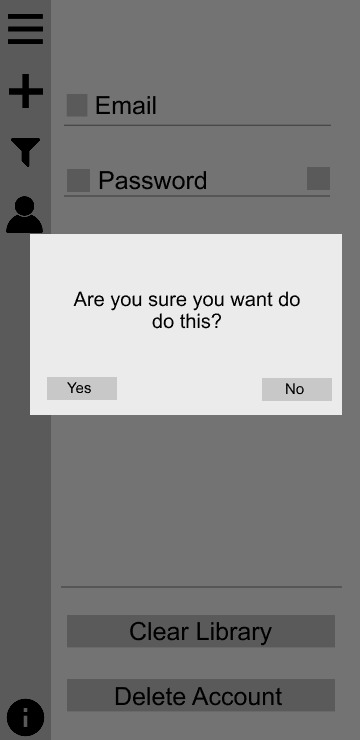 Email
Password
Are you sure you want do
do this?
Yes
No
Clear Library
Delete Account